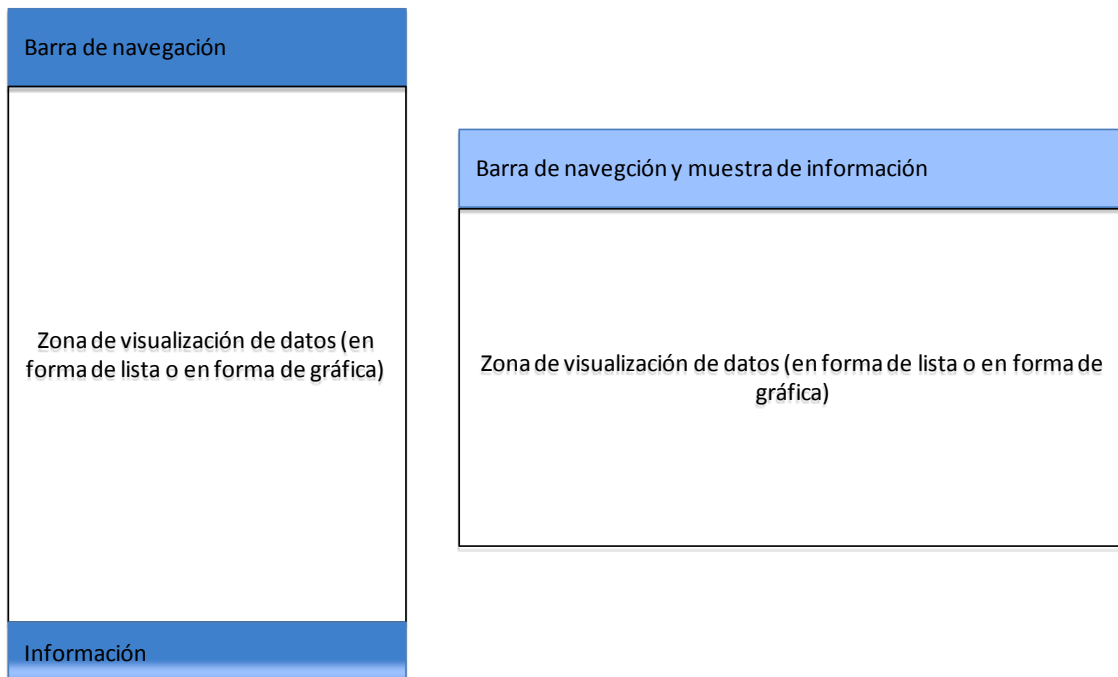 Barra de navegación
Zona de visualización de datos (en
forma de lista o en forma de gráfica)
Información
Barra de navegción y muestra de información
Zona de visualización de datos (en forma de lista o en forma de
gráfica)